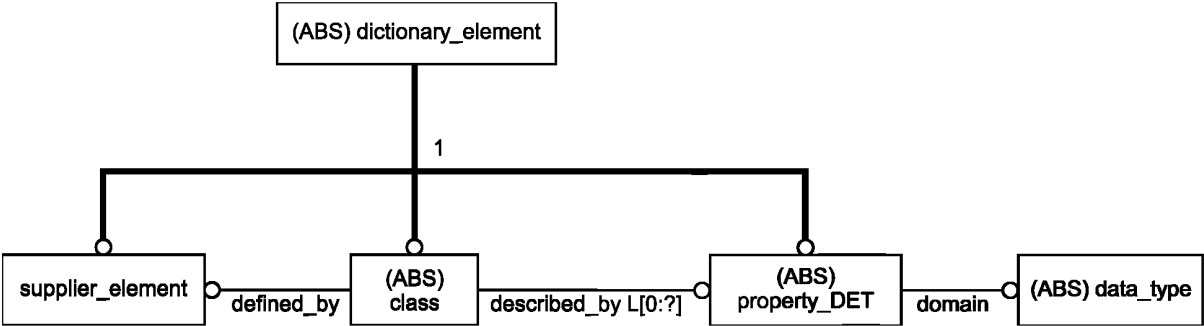 (ABS) dictionary_element
1
supplier_element
defined_by
(ABS)
class
described_by L[0:?]
(ABS)
property_DET
domain
(ABS) data_type